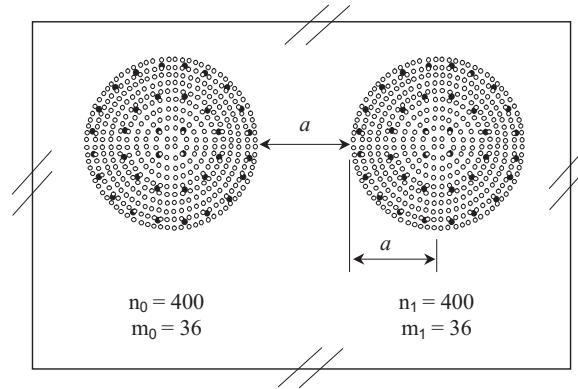 a
a
n₀ = 400
m₀ = 36
n₁ = 400
m₁ = 36